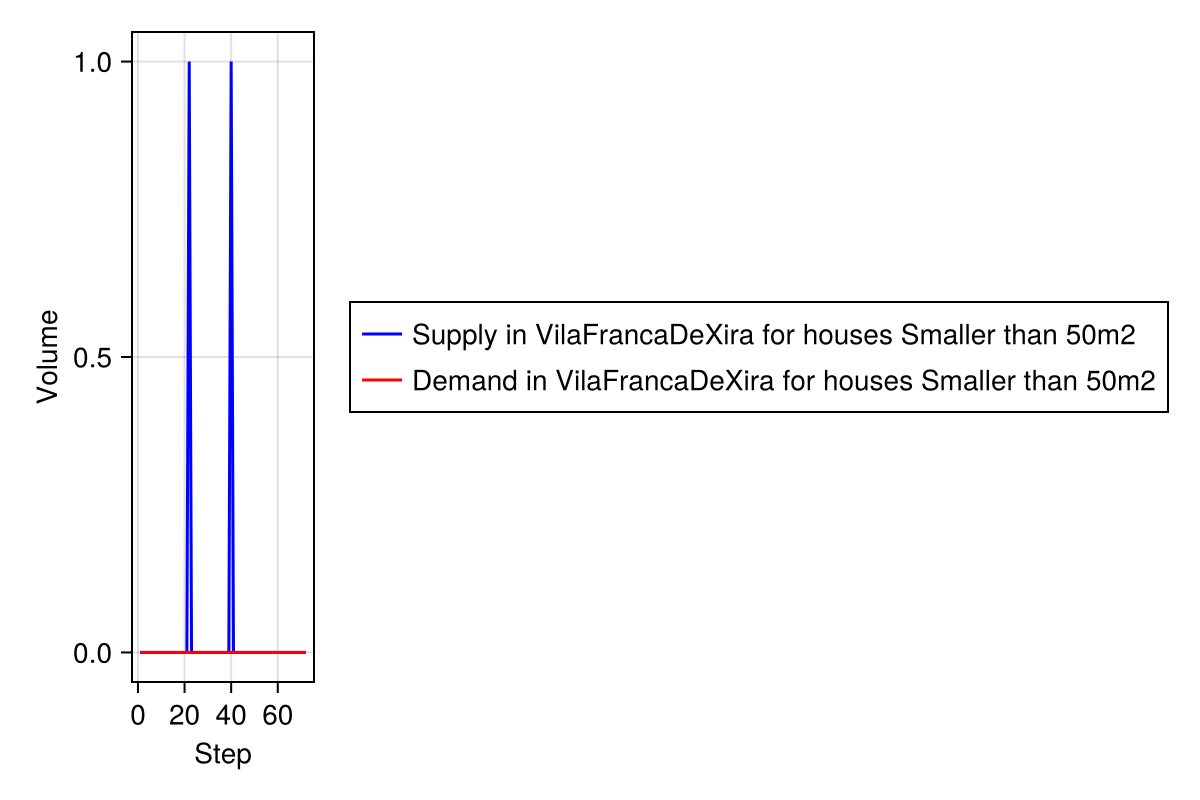 1.0
0.5
0.0
Volume
0 20 40 60
Step
Supply in VilaFrancaDeXira for houses Smaller than 50m2
Demand in VilaFrancaDeXira for houses Smaller than 50m2